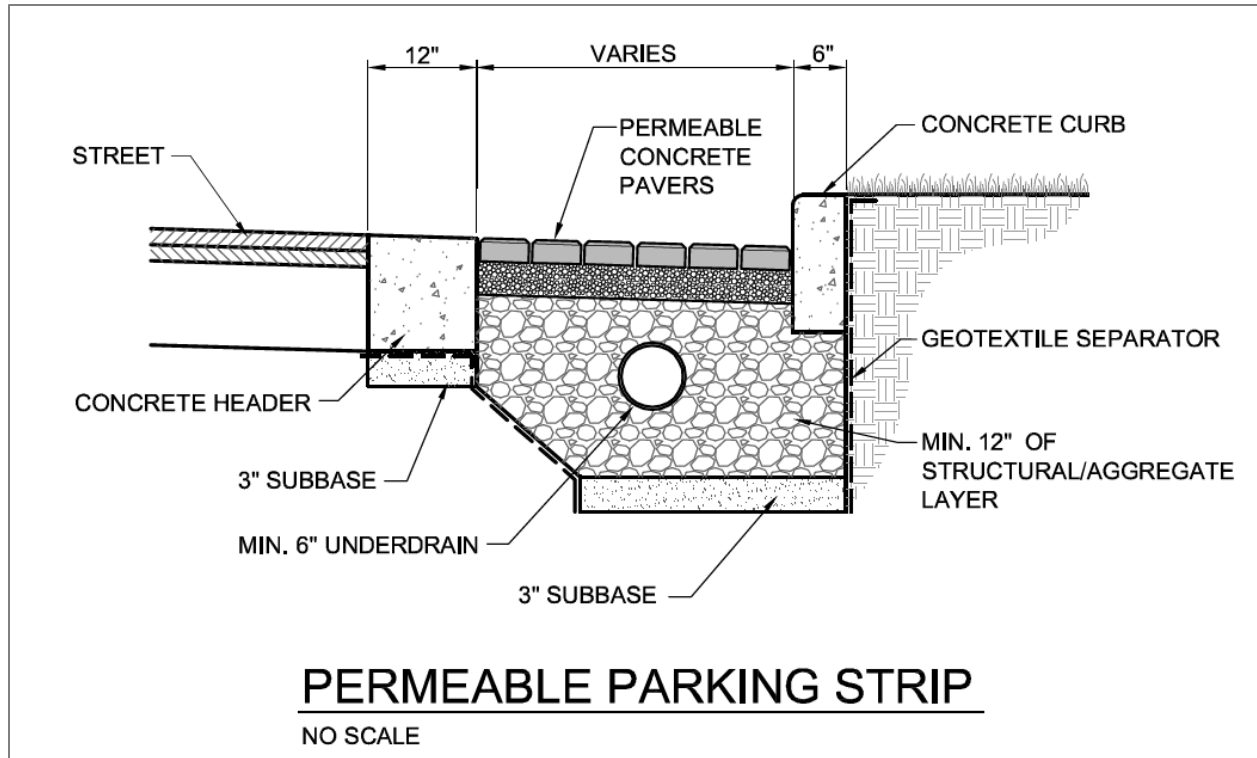 12"
VARIES
6"
STREET
PERMEABLE
CONCRETE
PAVERS
CONCRETE CURB
GEOTEXTILE SEPARATOR
CONCRETE HEADER
MIN. 12" OF
STRUCTURAL/AGGREGATE
LAYER
3" SUBBASE
MIN. 6" UNDERDRAIN
3" SUBBASE
PERMEABLE PARKING STRIP
NO SCALE